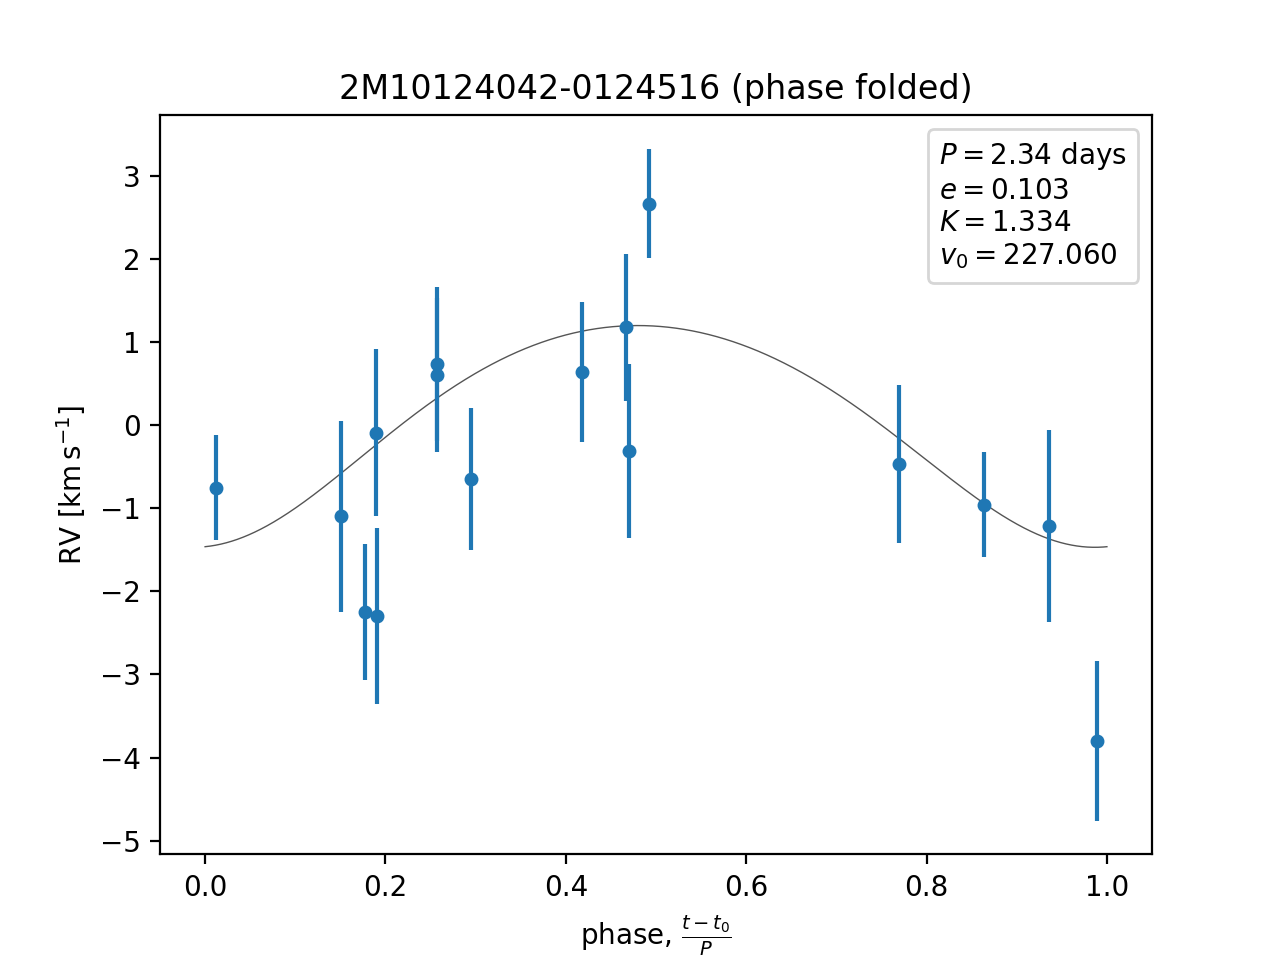 2M10124042-0124516 (phase folded)
P = 2.34 days
e = 0.103
K = 1.334
v₀ = 227.060
3
2
1
0
−1
−2
−3
−4
−5
RV [km s⁻¹]
0.0 0.2 0.4 0.6 0.8 1.0
phase, (t − t₀)/P